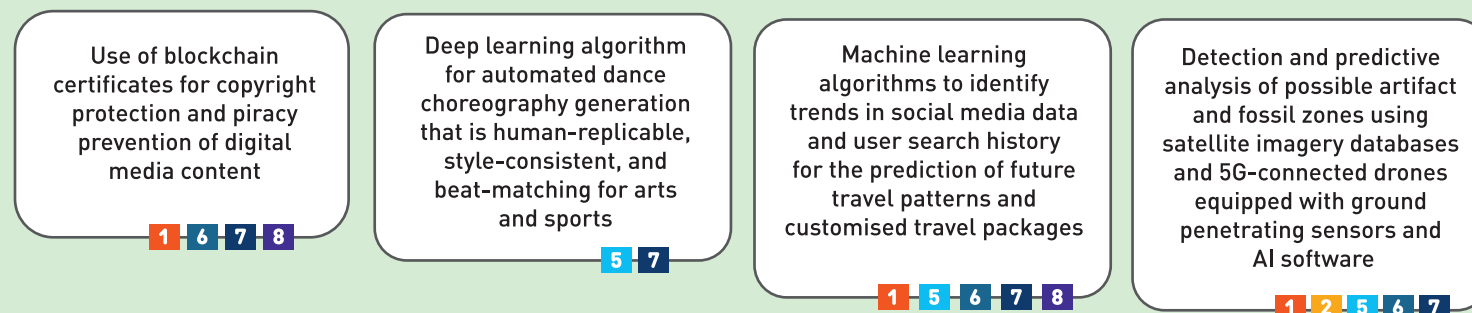 Use of blockchain
certificates for copyright
protection and piracy
prevention of digital
media content
1 6 7 8
Deep learning algorithm
for automated dance
choreography generation
that is human-replicable,
style-consistent, and
beat-matching for arts
and sports
5 7
Machine learning
algorithms to identify
trends in social media data
and user search history
for the prediction of future
travel patterns and
customised travel packages
1 5 6 7 8
Detection and predictive
analysis of possible artifact
and fossil zones using
satellite imagery databases
and 5G-connected drones
equipped with ground
penetrating sensors and
AI software
1 2 5 6 7